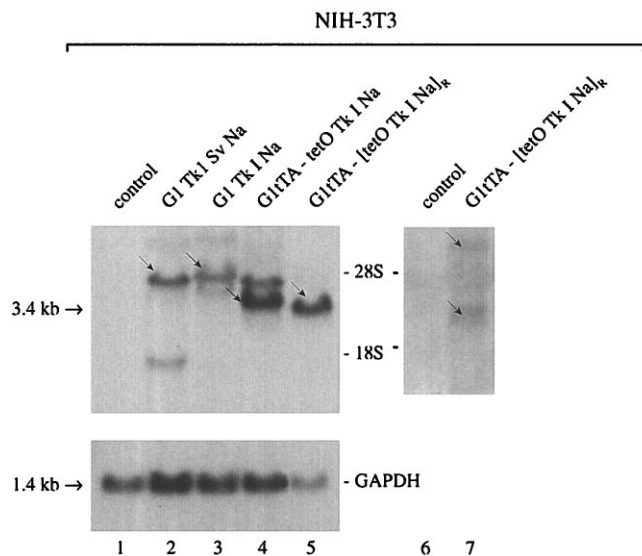 NIH-3T3
control
G1 Tk1 Sv Na
G1 Tk I Na
G1tTA - tetO Tk I Na
G1tTA - [tetO Tk I Na]R
control
G1tTA - [tetO Tk I Na]R
- 28S -
3.4 kb →
- 18S -
1.4 kb →
- GAPDH
1 2 3 4 5 6 7